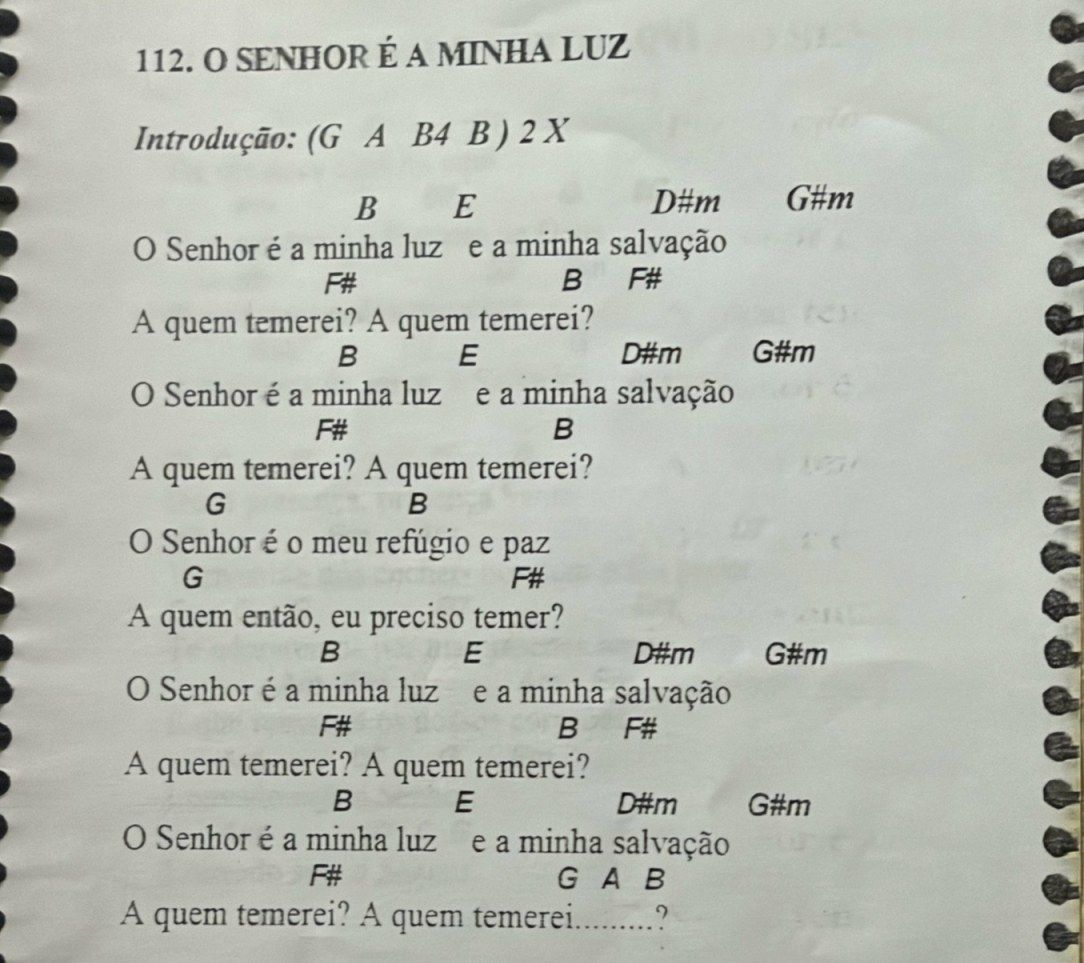 112. O SENHOR É A MINHA LUZ
Introdução: (G A B4 B ) 2 X
B E D#m G#m
O Senhor é a minha luz e a minha salvação
F# B F#
A quem temerei? A quem temerei?
B E D#m G#m
O Senhor é a minha luz e a minha salvação
F# B
A quem temerei? A quem temerei?
G B
O Senhor é o meu refúgio e paz
G F#
A quem então, eu preciso temer?
B E D#m G#m
O Senhor é a minha luz e a minha salvação
F# B F#
A quem temerei? A quem temerei?
B E D#m G#m
O Senhor é a minha luz e a minha salvação
F# G A B
A quem temerei? A quem temerei.........?